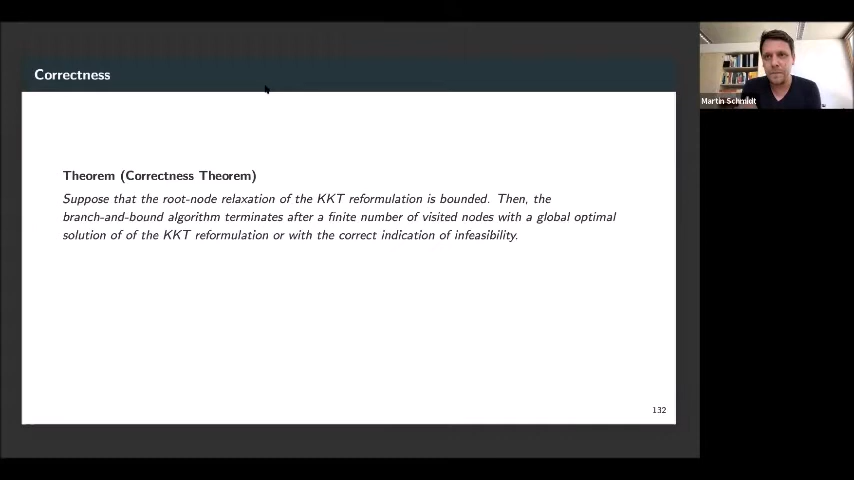 Correctness
Martin Schmidt
Theorem (Correctness Theorem)
Suppose that the root-node relaxation of the KKT reformulation is bounded. Then, the
branch-and-bound algorithm terminates after a finite number of visited nodes with a global optimal
solution of of the KKT reformulation or with the correct indication of infeasibility.
132